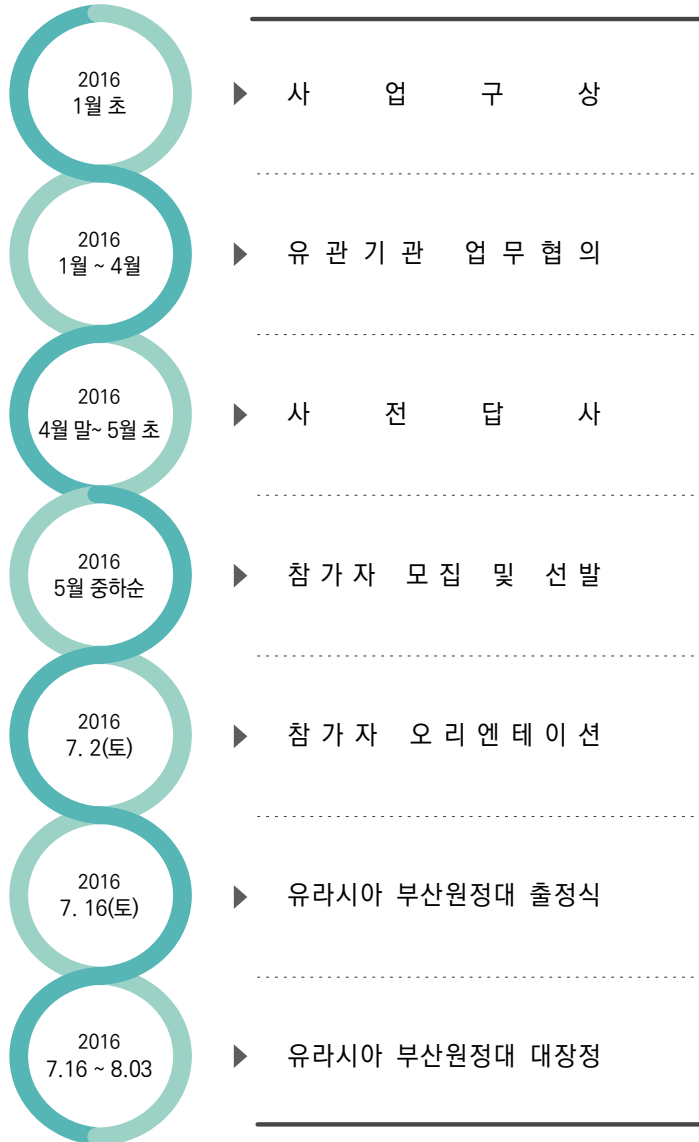 2016
1월 초
사 업 구 상
2016
1월 ~ 4월
유관기관 업무협의
2016
4월 말~ 5월 초
사 전 답 사
2016
5월 중하순
참가자 모집 및 선발
2016
7. 2(토)
참가자 오리엔테이션
2016
7. 16(토)
유라시아 부산원정대 출정식
2016
7.16 ~ 8.03
유라시아 부산원정대 대장정